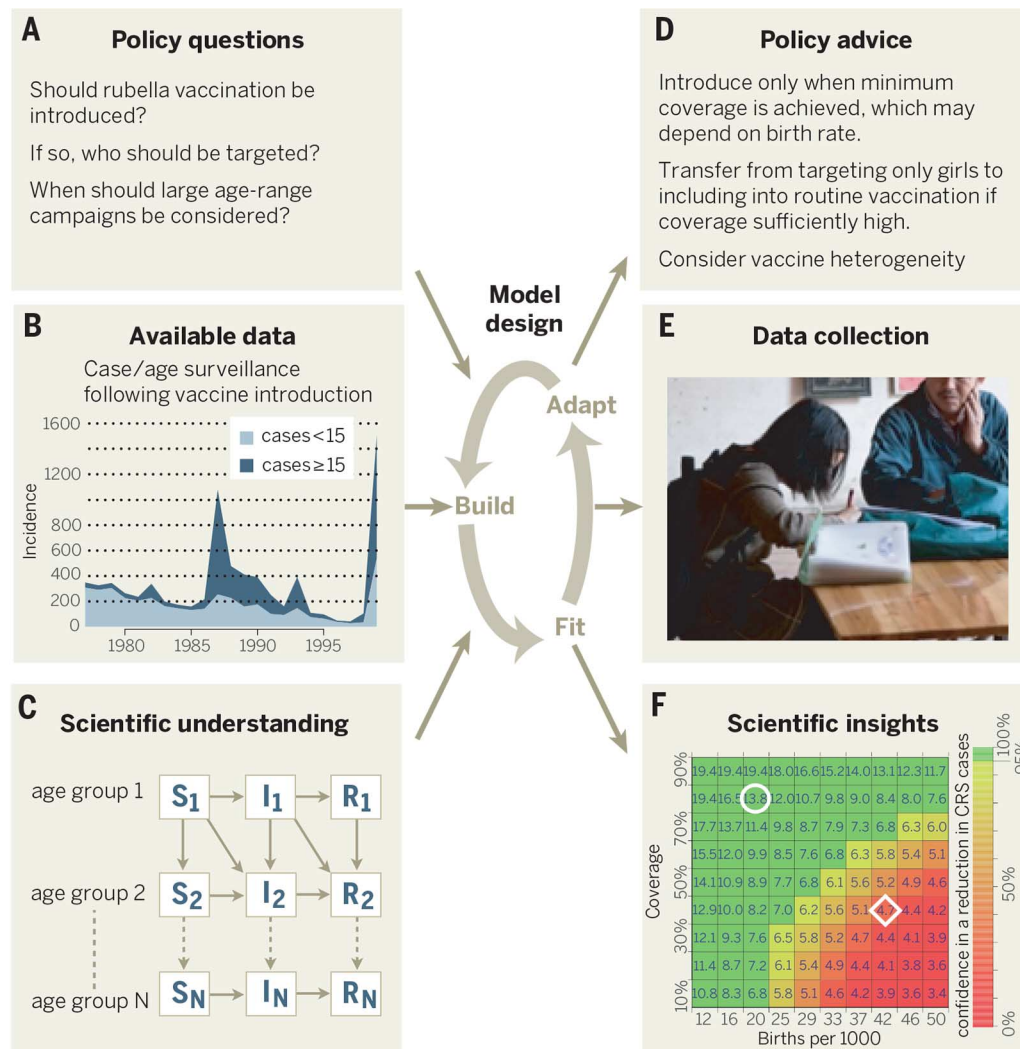 A
Policy questions
Should rubella vaccination be
introduced?
If so, who should be targeted?
When should large age-range
campaigns be considered?
B
Available data
Case/age surveillance
following vaccine introduction
Incidence
1600
1200
800
600
400
200
0
cases<15
cases≥15
1980 1985 1990 1995
C
Scientific understanding
age group 1
S1 I1 R1
age group 2
S2 I2 R2
age group N
SN IN RN
Model
design
Adapt
Build
Fit
D
Policy advice
Introduce only when minimum
coverage is achieved, which may
depend on birth rate.
Transfer from targeting only girls to
including into routine vaccination if
coverage sufficiently high.
Consider vaccine heterogeneity
E
Data collection
F
Scientific insights
Coverage
90%
70%
50%
30%
10%
19.4 19.4 19.4 18.0 16.6 15.2 14.0 13.1 12.3 11.7
19.4 16.5 13.8 12.0 10.7 9.8 9.0 8.4 8.0 7.6
17.7 13.7 11.4 9.8 8.7 7.9 7.3 6.8 6.3 6.0
15.5 12.0 9.9 8.5 7.6 6.8 6.3 5.8 5.4 5.1
14.1 10.9 8.9 7.7 6.8 6.1 5.6 5.2 4.9 4.6
12.9 10.0 8.2 7.0 6.2 5.6 5.1 4.7 4.4 4.2
12.1 9.3 7.6 6.5 5.8 5.2 4.7 4.4 4.1 3.9
11.4 8.7 7.2 6.1 5.4 4.9 4.4 4.1 3.8 3.6
10.8 8.3 6.8 5.8 5.1 4.6 4.2 3.9 3.6 3.4
12 16 20 25 29 33 37 42 46 50
Births per 1000
confidence in a reduction in CRS cases
100%
95%
50%
0%